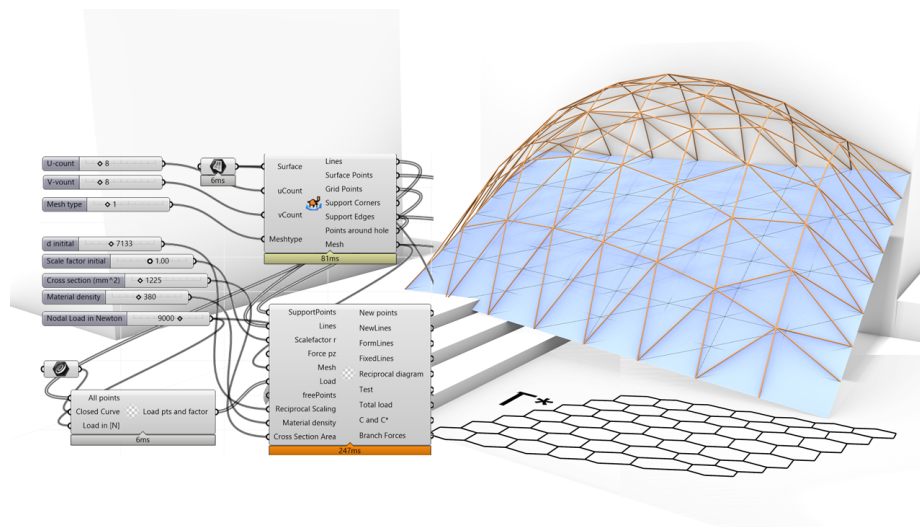 U-count 8
V-vount 8
Mesh type 1
6ms
Surface
uCount
vCount
Meshtype
Lines
Surface Points
Grid Points
Support Corners
Support Edges
Points around hole
Mesh
81ms
d initital 7133
Scale factor initial 1.00
Cross section (mm^2) 1225
Material density 380
Nodal Load in Newton 9000
SupportPoints
Lines
Scalefactor r
Force pz
Mesh
Load
freePoints
Reciprocal Scaling
Material density
Cross Section Area
New points
NewLines
FormLines
FixedLines
Reciprocal diagram
Test
Total load
C and C*
Branch Forces
247ms
All points
Closed Curve
Load in [N]
Load pts and factor
6ms
Γ*